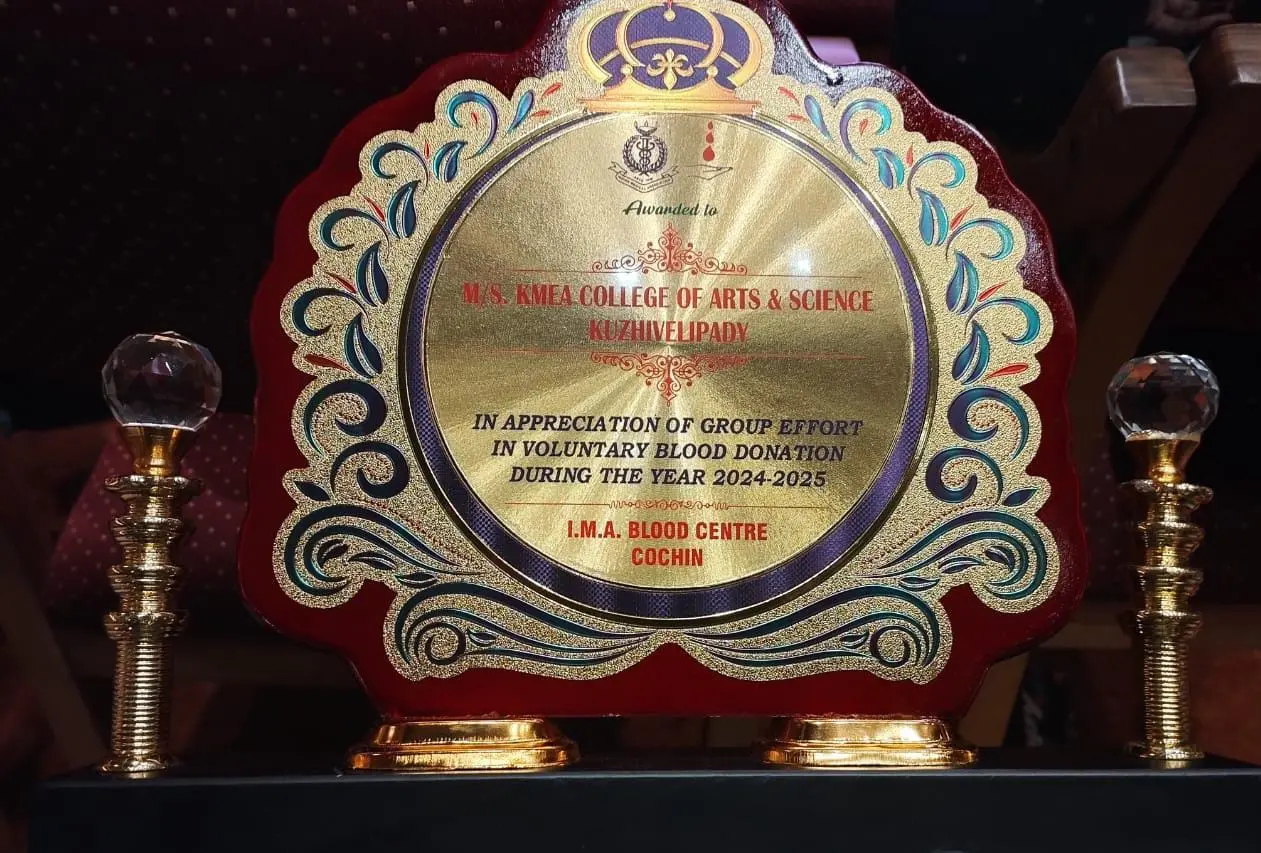 Awarded to
M/S. KMEA COLLEGE OF ARTS & SCIENCE
KUZHIVELIPADY
IN APPRECIATION OF GROUP EFFORT
IN VOLUNTARY BLOOD DONATION
DURING THE YEAR 2024-2025
I.M.A. BLOOD CENTRE
COCHIN